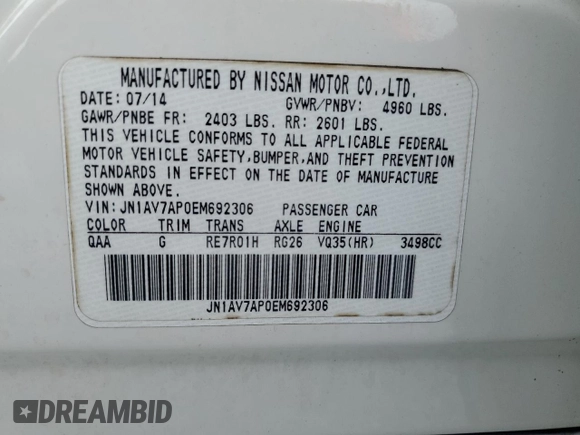 MANUFACTURED BY NISSAN MOTOR CO.,LTD.
DATE: 07/14 GVWR/PNBV: 4960 LBS.
GAWR/PNBE FR: 2403 LBS. RR: 2601 LBS.
THIS VEHICLE CONFORMS TO ALL APPLICABLE FEDERAL
MOTOR VEHICLE SAFETY,BUMPER,AND THEFT PREVENTION
STANDARDS IN EFFECT ON THE DATE OF MANUFACTURE
SHOWN ABOVE.
VIN:JN1AV7AP0EM692306 PASSENGER CAR
COLOR TRIM TRANS AXLE ENGINE
QAA G RE7R01H RG26 VQ35(HR) 3498CC
JN1AV7AP0EM692306
DREAMBID